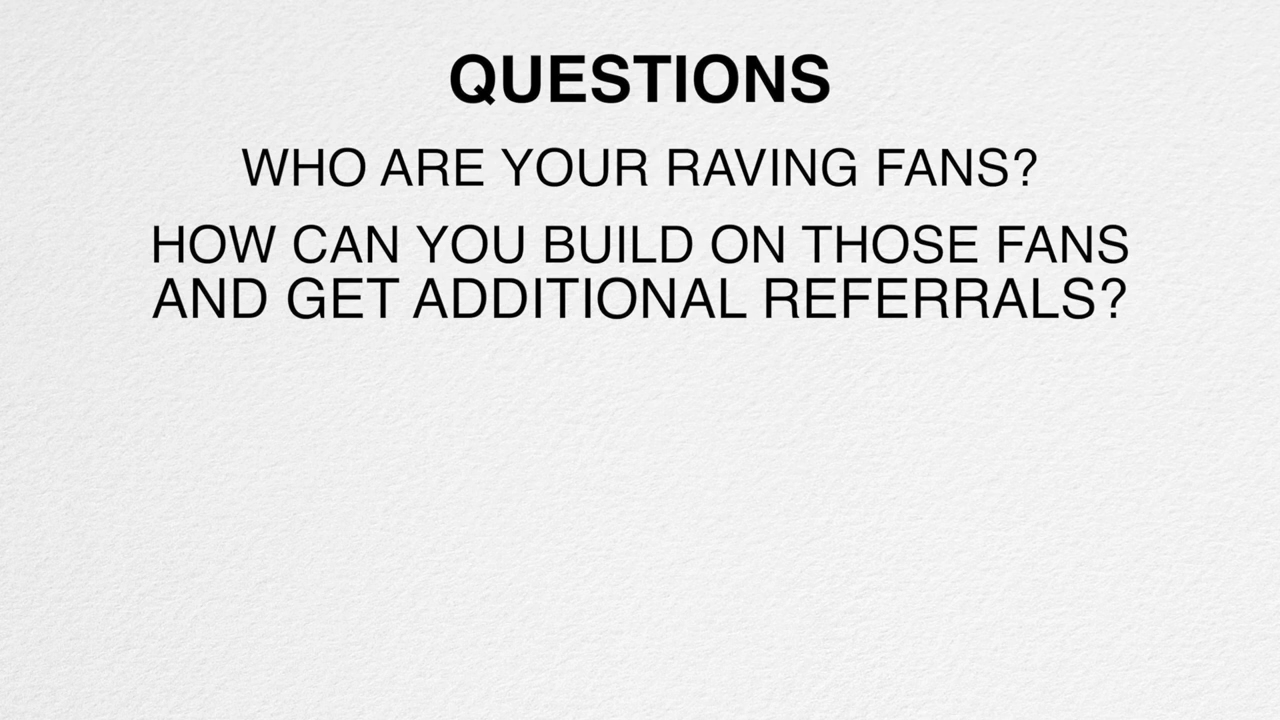 QUESTIONS
WHO ARE YOUR RAVING FANS?
HOW CAN YOU BUILD ON THOSE FANS
AND GET ADDITIONAL REFERRALS?